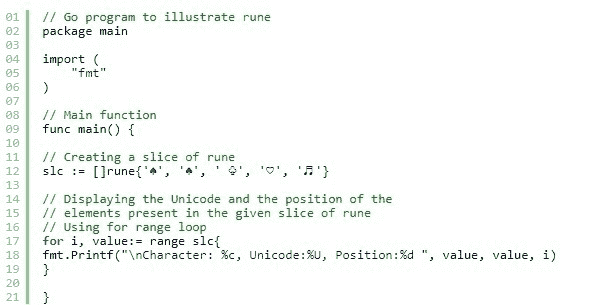 01 // Go program to illustrate rune
02 package main
03
04 import (
05     "fmt"
06 )
07
08 // Main function
09 func main() {
10
11 // Creating a slice of rune
12 slc := []rune{'♠', '♠', ' ♧', '♡', '♬'}
13
14 // Displaying the Unicode and the position of the
15 // elements present in the given slice of rune
16 // Using for range loop
17 for i, value:= range slc{
18 fmt.Printf("\nCharacter: %c, Unicode:%U, Position:%d ", value, value, i)
19 }
20
21 }